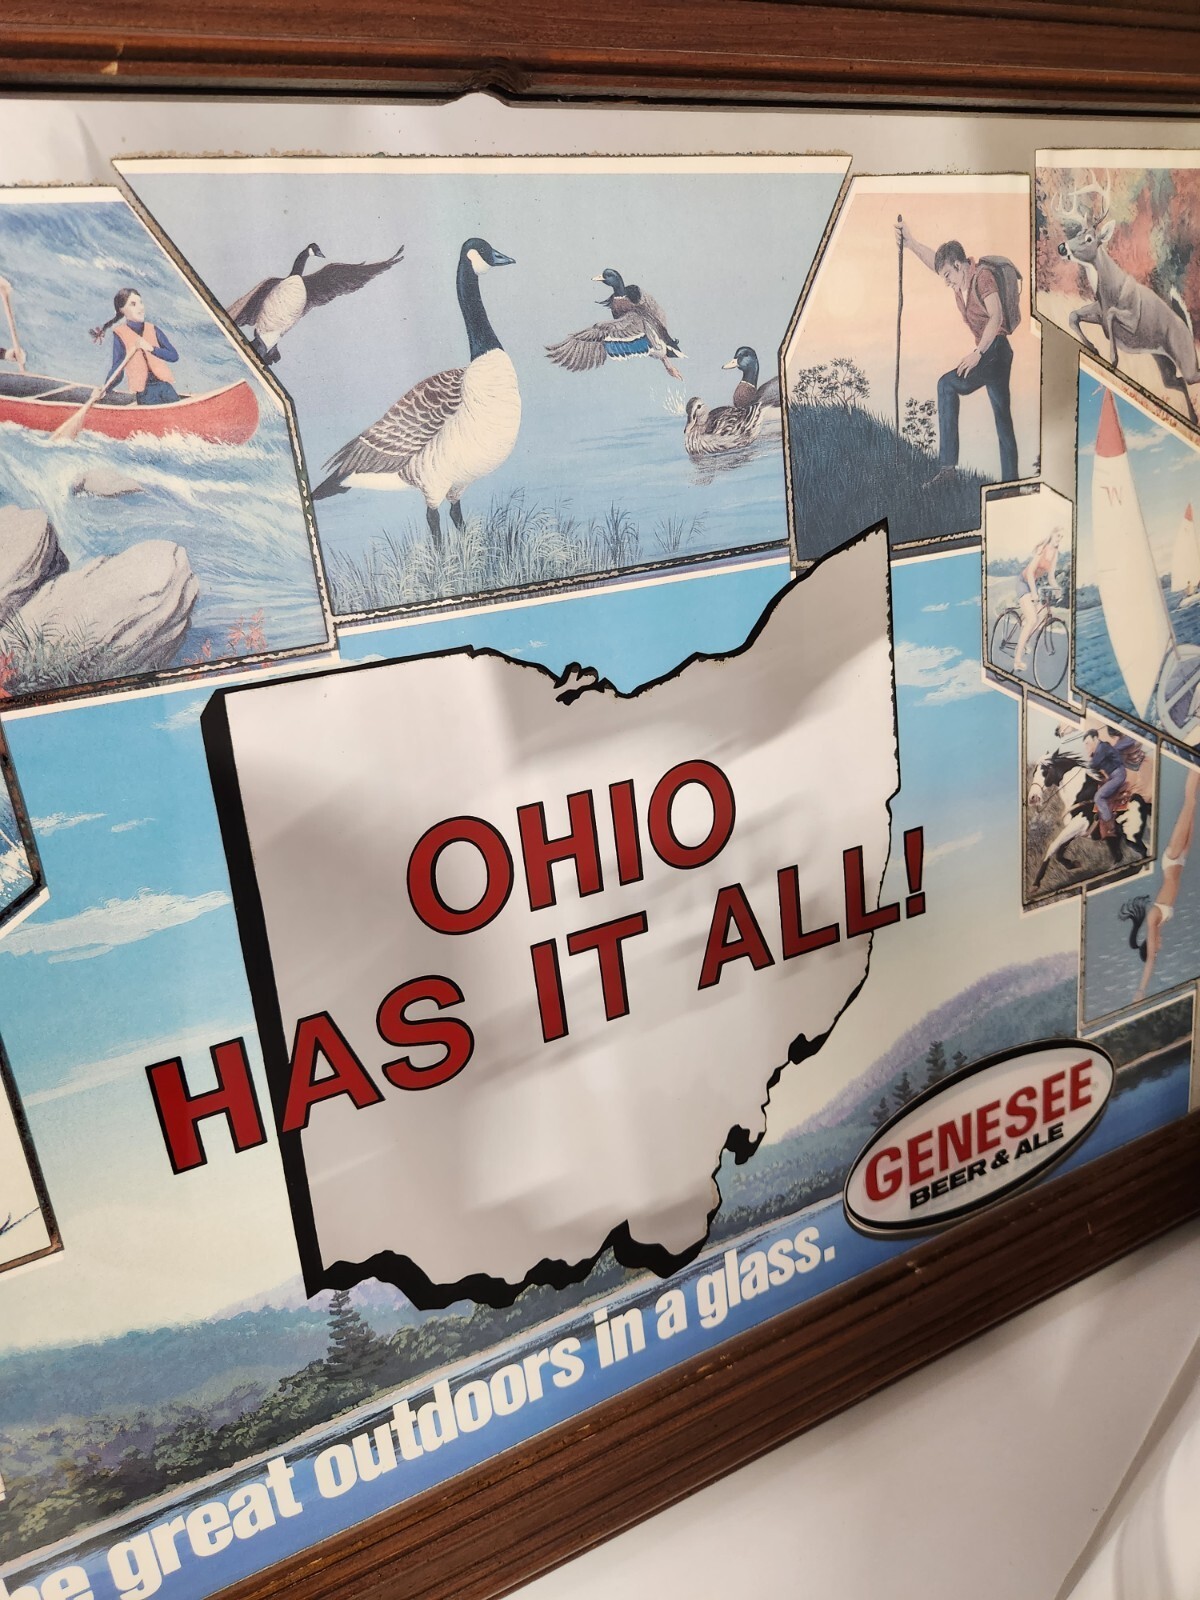 OHIO
HAS IT ALL!
GENESEE
BEER & ALE
great outdoors in a glass.